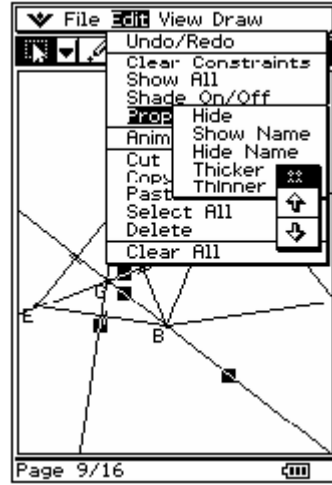 File Edit View Draw
Undo/Redo
Clear Constraints
Show All
Shade On/Off
Prop
Hide
Show Name
Hide Name
Thicker
Thinner
Anim
Cut
Copy
Past
Select All
Delete
Clear All
E
B
Page 9/16